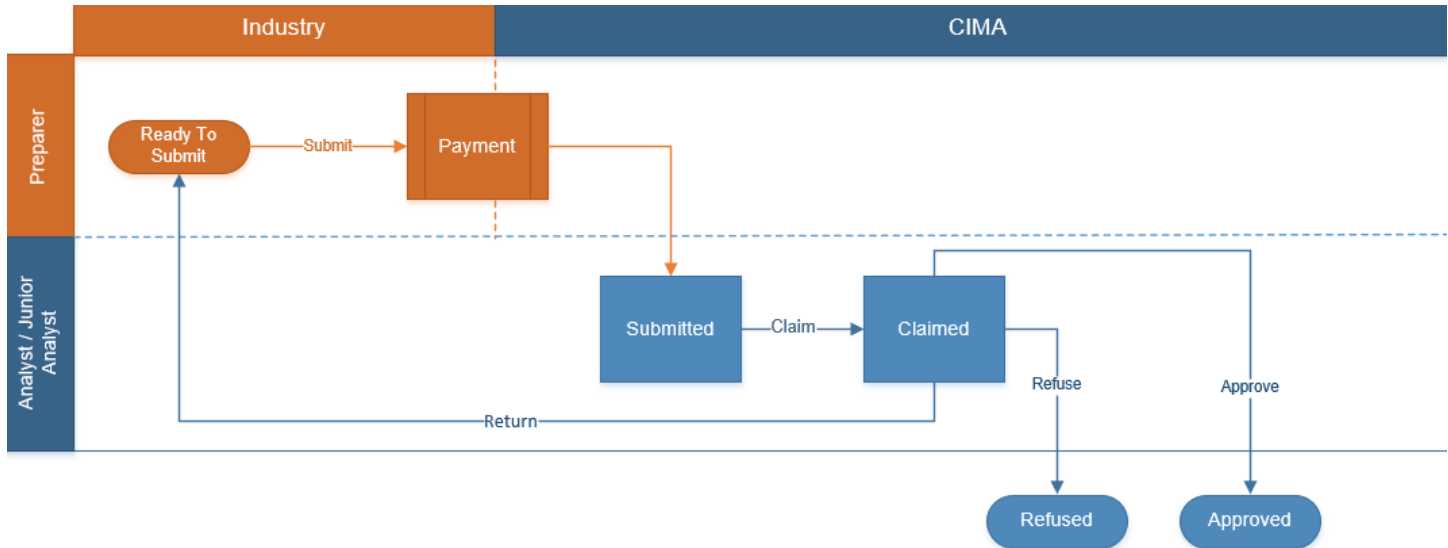 Industry
CIMA
Preparer
Ready To
Submit
Submit
Payment
Analyst / Junior
Analyst
Submitted
Claim
Claimed
Refuse
Approve
Return
Refused
Approved